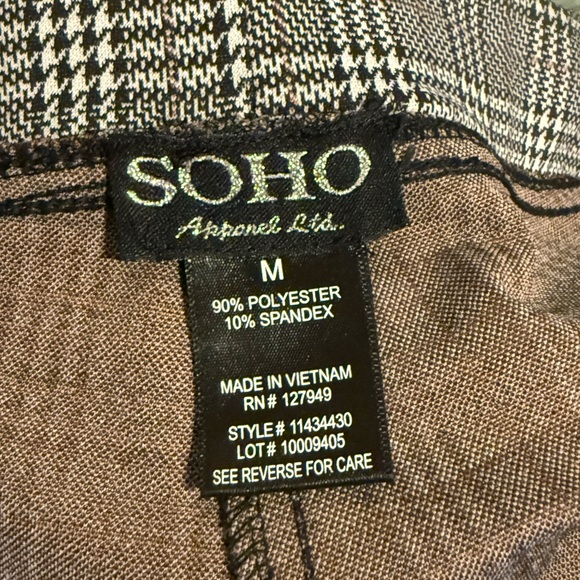 SOHO
Apparel Ltd.
M
90% POLYESTER
10% SPANDEX
MADE IN VIETNAM
RN# 127949
STYLE# 11434430
LOT# 10009405
SEE REVERSE FOR CARE